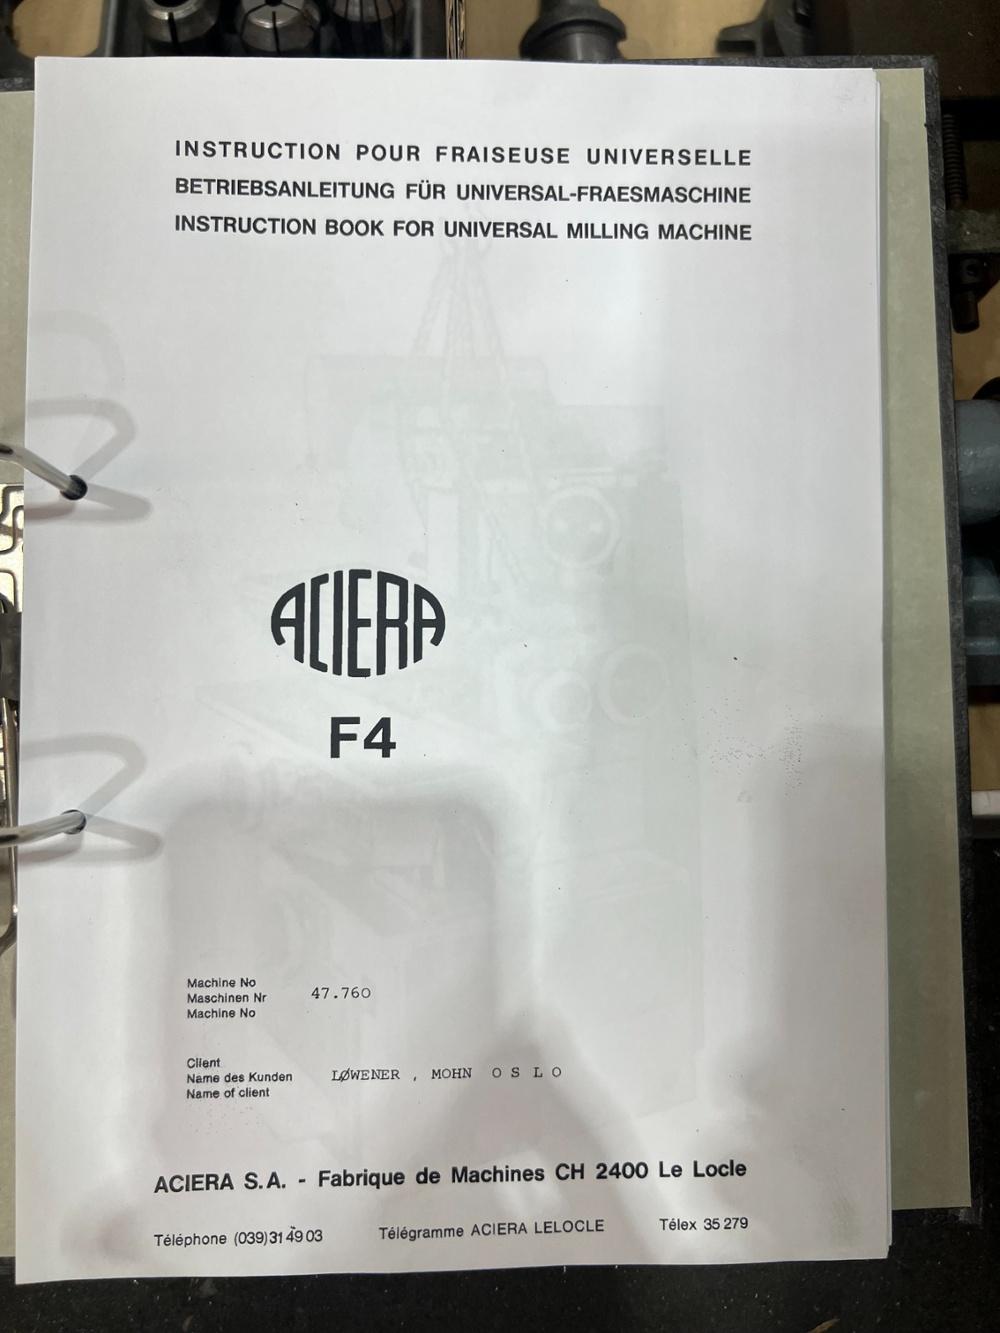 INSTRUCTION POUR FRAISEUSE UNIVERSELLE
BETRIEBSANLEITUNG FÜR UNIVERSAL-FRAESMASCHINE
INSTRUCTION BOOK FOR UNIVERSAL MILLING MACHINE
ACIERA
F4
Machine No
Maschinen Nr 47.760
Machine No
Client
Name des Kunden LØWENER , MOHN O S L O
Name of client
ACIERA S.A. - Fabrique de Machines CH 2400 Le Locle
Téléphone (039)31 49 03 Télégramme ACIERA LELOCLE Télex 35 279